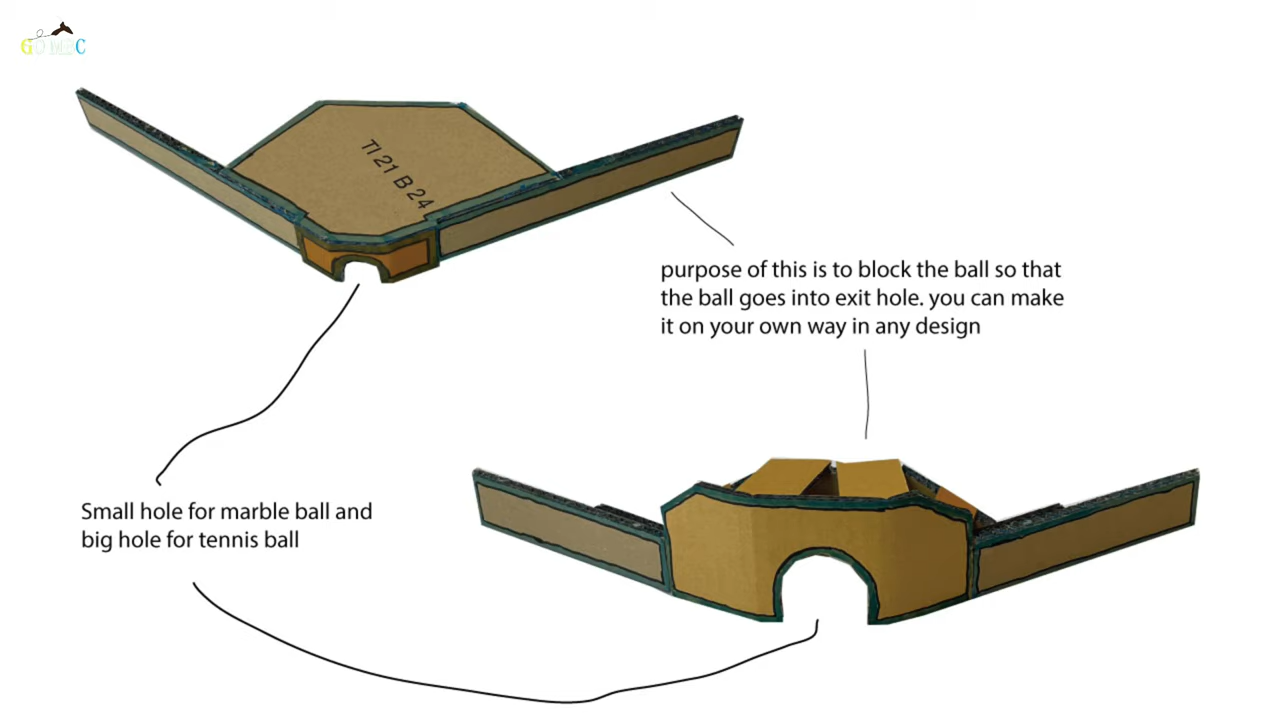 TI 21 B 24
purpose of this is to block the ball so that
the ball goes into exit hole. you can make
it on your own way in any design
Small hole for marble ball and
big hole for tennis ball